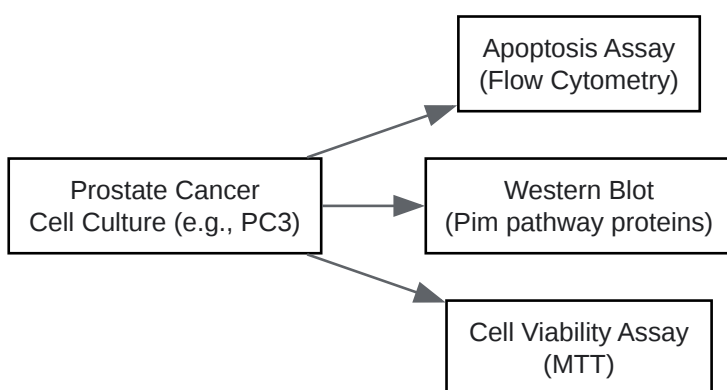 Apoptosis Assay
(Flow Cytometry)
Prostate Cancer
Cell Culture (e.g., PC3)
Western Blot
(Pim pathway proteins)
Cell Viability Assay
(MTT)